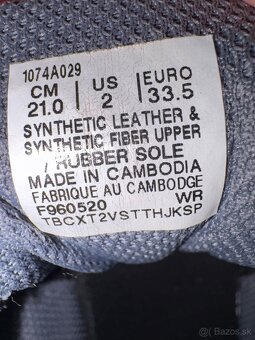 1074A029
CM US EURO
21.0 2 33.5
SYNTHETIC LEATHER &
SYNTHETIC FIBER UPPER
/ RUBBER SOLE
MADE IN CAMBODIA
FABRIQUE AU CAMBODGE
F960520 WR
TBCXT2VSTTHJKSP
bazos.sk